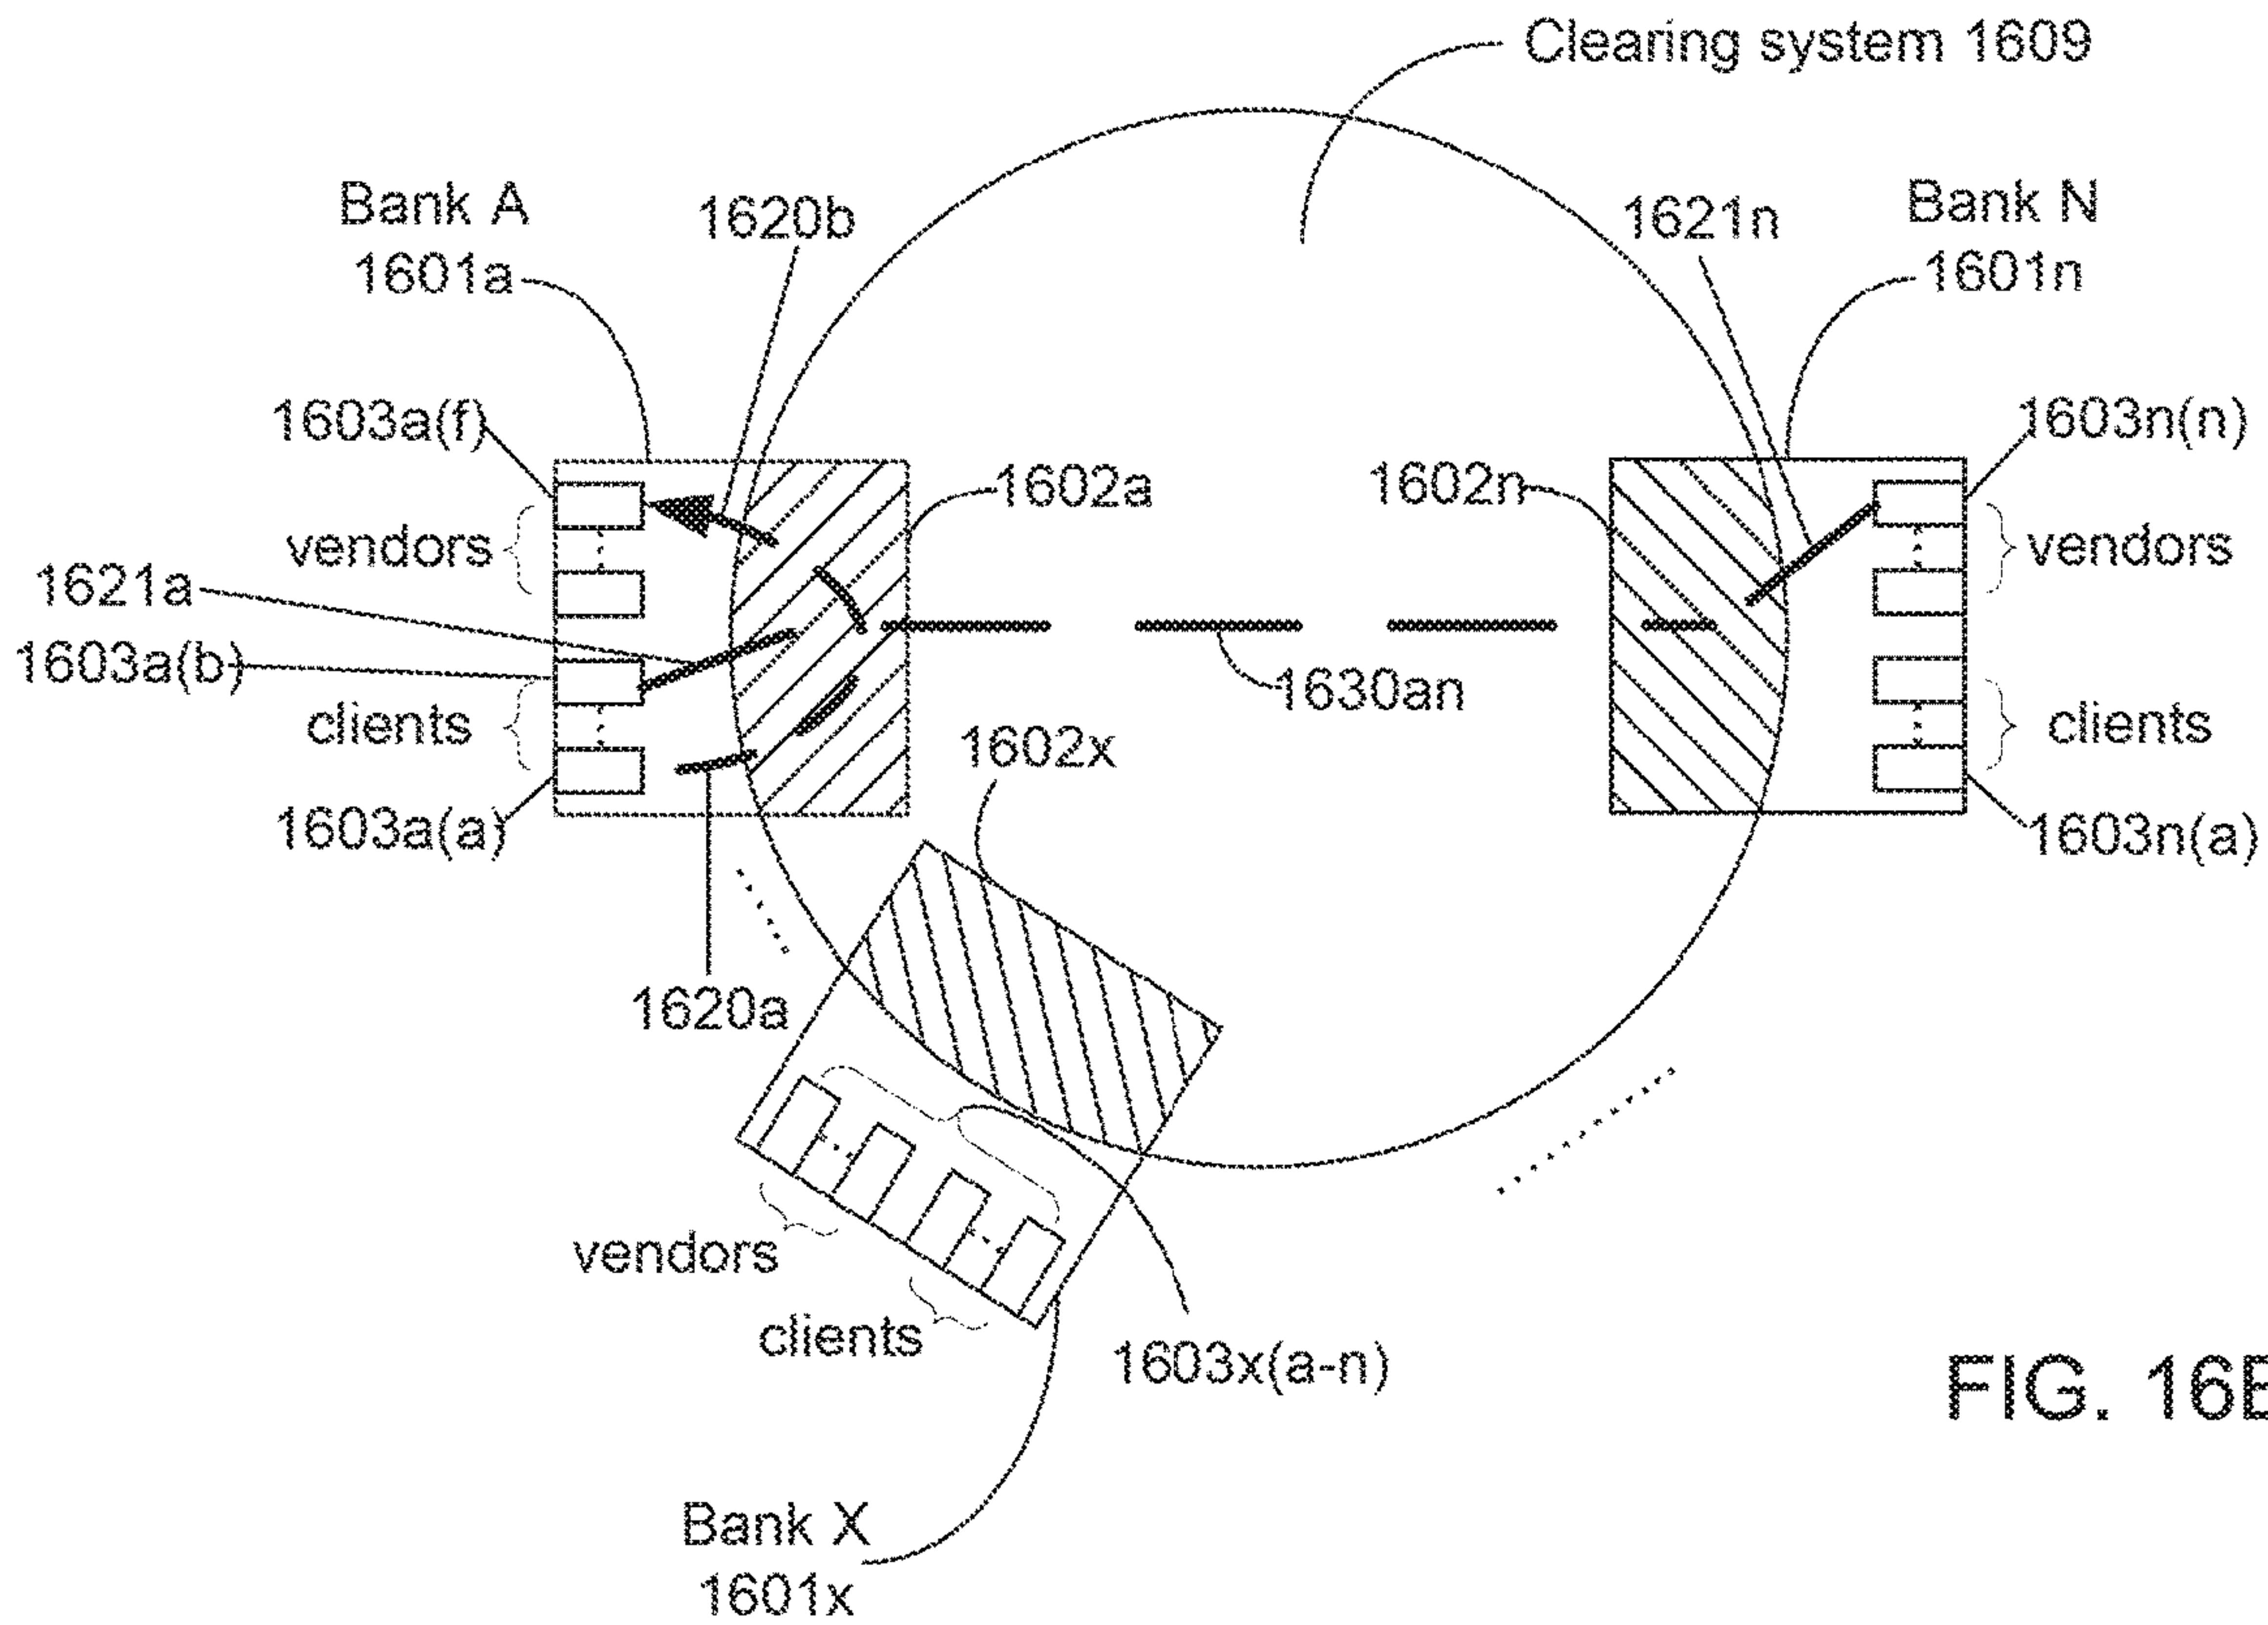 Clearing system 1609
Bank A
1601a
1620b
1621n
Bank N
1601n
1603a(f)
1603n(n)
1602a
1602n
vendors
vendors
1621a
1603a(b)
1630an
clients
clients
1602x
1603a(a)
1603n(a)
1620a
vendors
clients
1603x(a-n)
FIG. 16B
Bank X
1601x